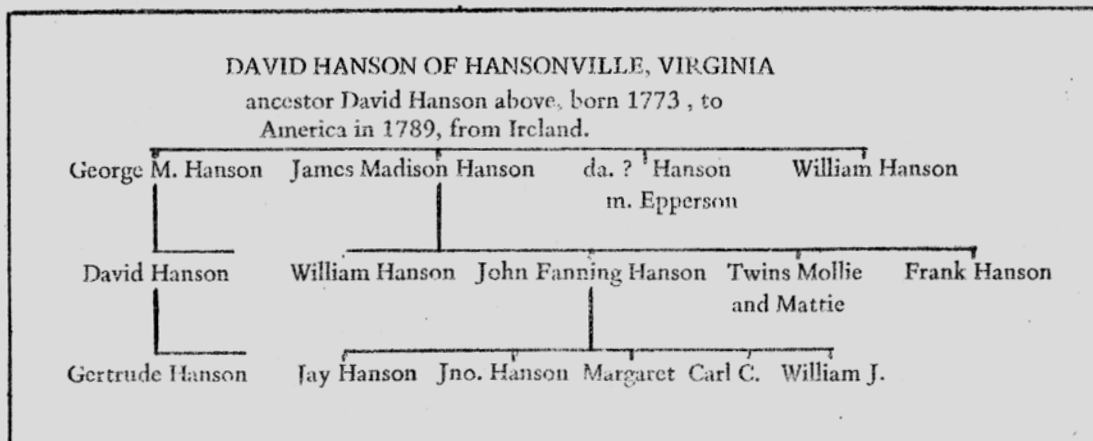 DAVID HANSON OF HANSONVILLE, VIRGINIA
ancestor David Hanson above, born 1773 , to
America in 1789, from Ireland.
George M. Hanson James Madison Hanson da. ? Hanson William Hanson
m. Epperson
David Hanson William Hanson John Fanning Hanson Twins Mollie Frank Hanson
and Mattie
Gertrude Hanson Jay Hanson Jno. Hanson Margaret Carl C. William J.